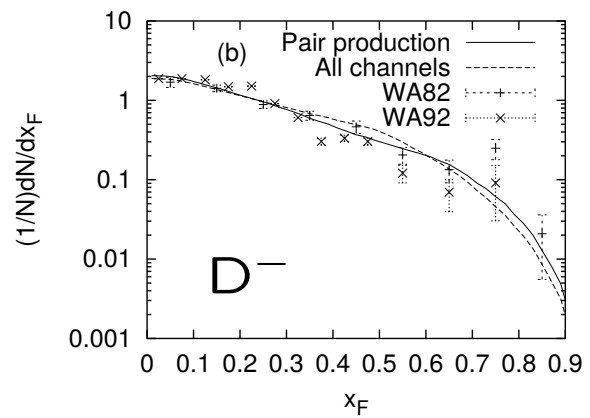 (b)
Pair production
All channels
WA82
WA92
10
1
0.1
0.01
0.001
(1/N)dN/dx_F
D⁻
0 0.1 0.2 0.3 0.4 0.5 0.6 0.7 0.8 0.9
x_F